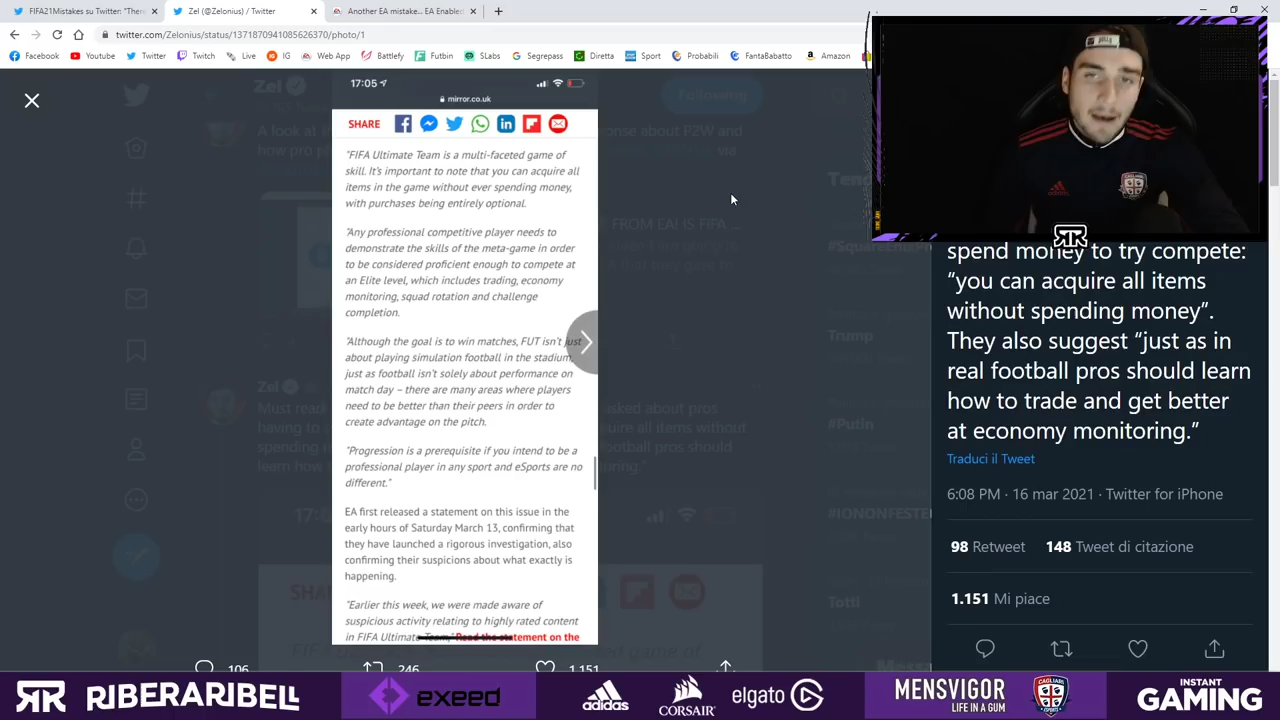 FIFA21Mistakes su Twitter: "The
Zel (@Zelonius) / Twitter
Another EA mistake... EA Enabled
twitter.com/Zelonius/status/1371870941085626370/photo/1
Facebook
Youtube
Twitter
Twitch
Live
IG
Web App
Battlefy
Futbin
SLabs
Segrepass
Diretta
Sport
Probabili
FantaBabatto
Amazon
17:05
mirror.co.uk
SHARE
"FIFA Ultimate Team is a multi-faceted game of
skill. It's important to note that you can acquire all
items in the game without ever spending money,
with purchases being entirely optional.
"Any professional competitive player needs to
demonstrate the skills of the meta-game in order
to be considered proficient enough to compete at
an Elite level, which includes trading, economy
monitoring, squad rotation and challenge
completion.
"Although the goal is to win matches, FUT isn't just
about playing simulation football in the stadium,
just as football isn't solely about performance on
match day – there are many areas where players
need to be better than their peers in order to
create advantage on the pitch.
"Progression is a prerequisite if you intend to be a
professional player in any sport and eSports are no
different."
EA first released a statement on this issue in the
early hours of Saturday March 13, confirming that
they have launched a rigorous investigation, also
confirming their suspicions about what exactly is
happening.
"Earlier this week, we were made aware of
suspicious activity relating to highly rated content
in FIFA Ultimate Team," Read the statement on the
106
246
1.151
spend money to try compete:
"you can acquire all items
without spending money".
They also suggest "just as in
real football pros should learn
how to trade and get better
at economy monitoring."
Traduci il Tweet
6:08 PM · 16 mar 2021 · Twitter for iPhone
98 Retweet 148 Tweet di citazione
1.151 Mi piace
Zel
Following
Trump
#Putin
Totti
RIBERARIBELL
exeed
adidas
CORSAIR
elgato
MENSVIGOR
LIFE IN A GUM
CAGLIARI
INSTANT
GAMING